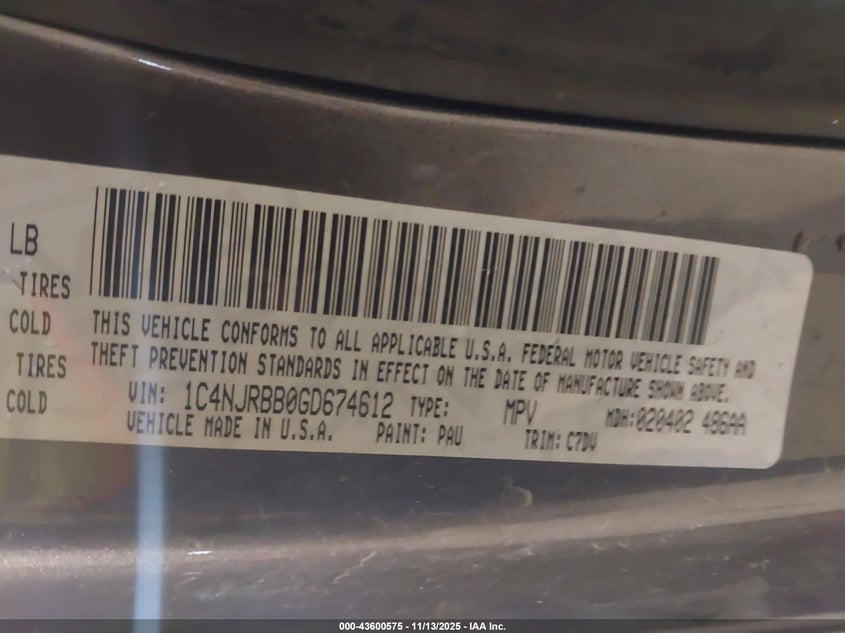 LB
TIRES
COLD
TIRES
COLD
THIS VEHICLE CONFORMS TO ALL APPLICABLE U.S.A. FEDERAL MOTOR VEHICLE SAFETY AND
THEFT PREVENTION STANDARDS IN EFFECT ON THE DATE OF MANUFACTURE SHOWN ABOVE.
VIN: 1C4NJRBB0GD674612 TYPE: MPV MDH:020402 486AA
VEHICLE MADE IN U.S.A. PAINT: PAU TRIM: C7DV
000-43600575 - 11/13/2025 - IAA Inc.